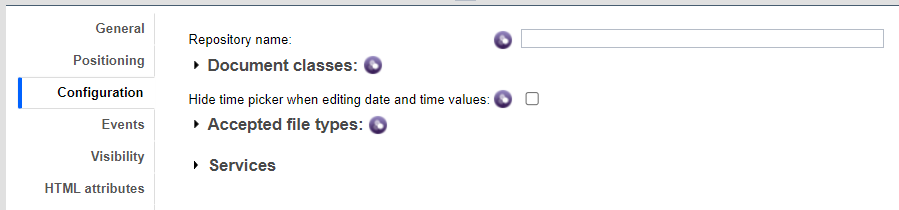 General
Positioning
Configuration
Events
Visibility
HTML attributes
Repository name:
Document classes:
Hide time picker when editing date and time values:
Accepted file types:
Services